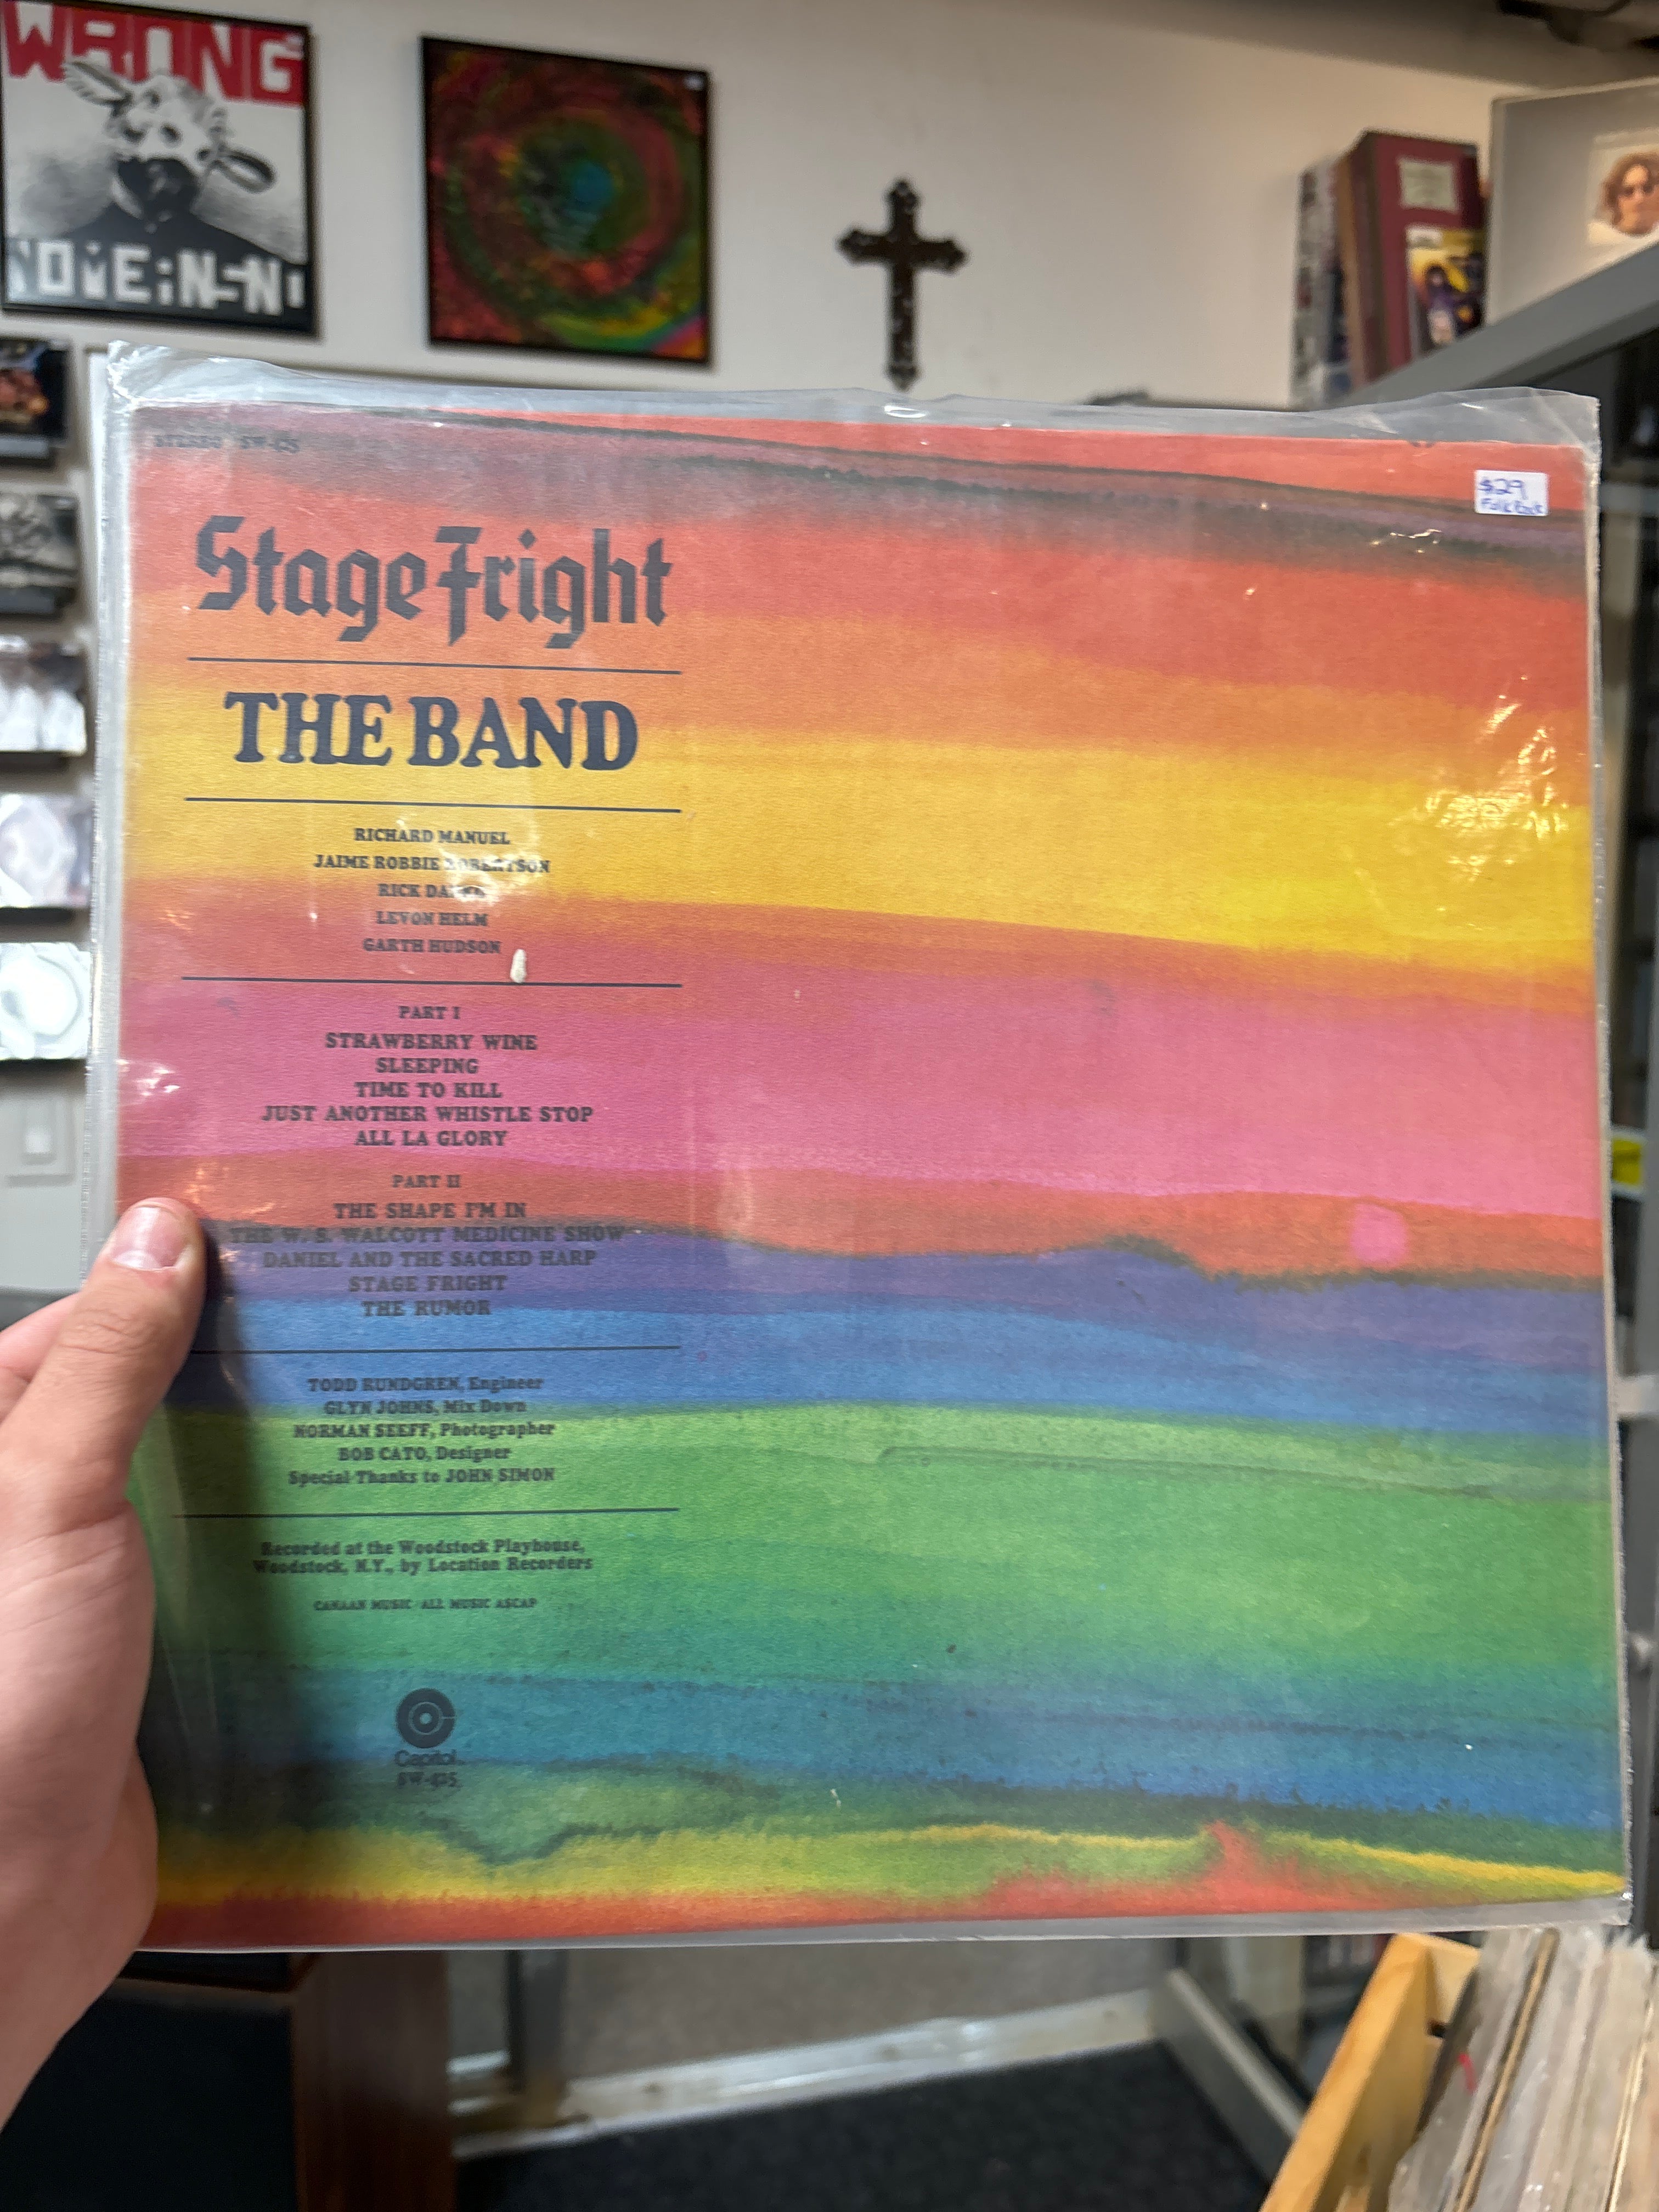 WRONG
NOMEANSNO
STEREO SW-425
$29
Folk Rock
Stage Fright
THE BAND
RICHARD MANUEL
JAIME ROBBIE ROBERTSON
RICK DANKO
LEVON HELM
GARTH HUDSON
PART I
STRAWBERRY WINE
SLEEPING
TIME TO KILL
JUST ANOTHER WHISTLE STOP
ALL LA GLORY
PART II
THE SHAPE I'M IN
THE W. S. WALCOTT MEDICINE SHOW
DANIEL AND THE SACRED HARP
STAGE FRIGHT
THE RUMOR
TODD RUNDGREN, Engineer
GLYN JOHNS, Mix Down
NORMAN SEEFF, Photographer
BOB CATO, Designer
Special Thanks to JOHN SIMON
Recorded at the Woodstock Playhouse,
Woodstock, N.Y., by Location Recorders
CANAAN MUSIC/ALL MUSIC ASCAP
Capitol
SW-425